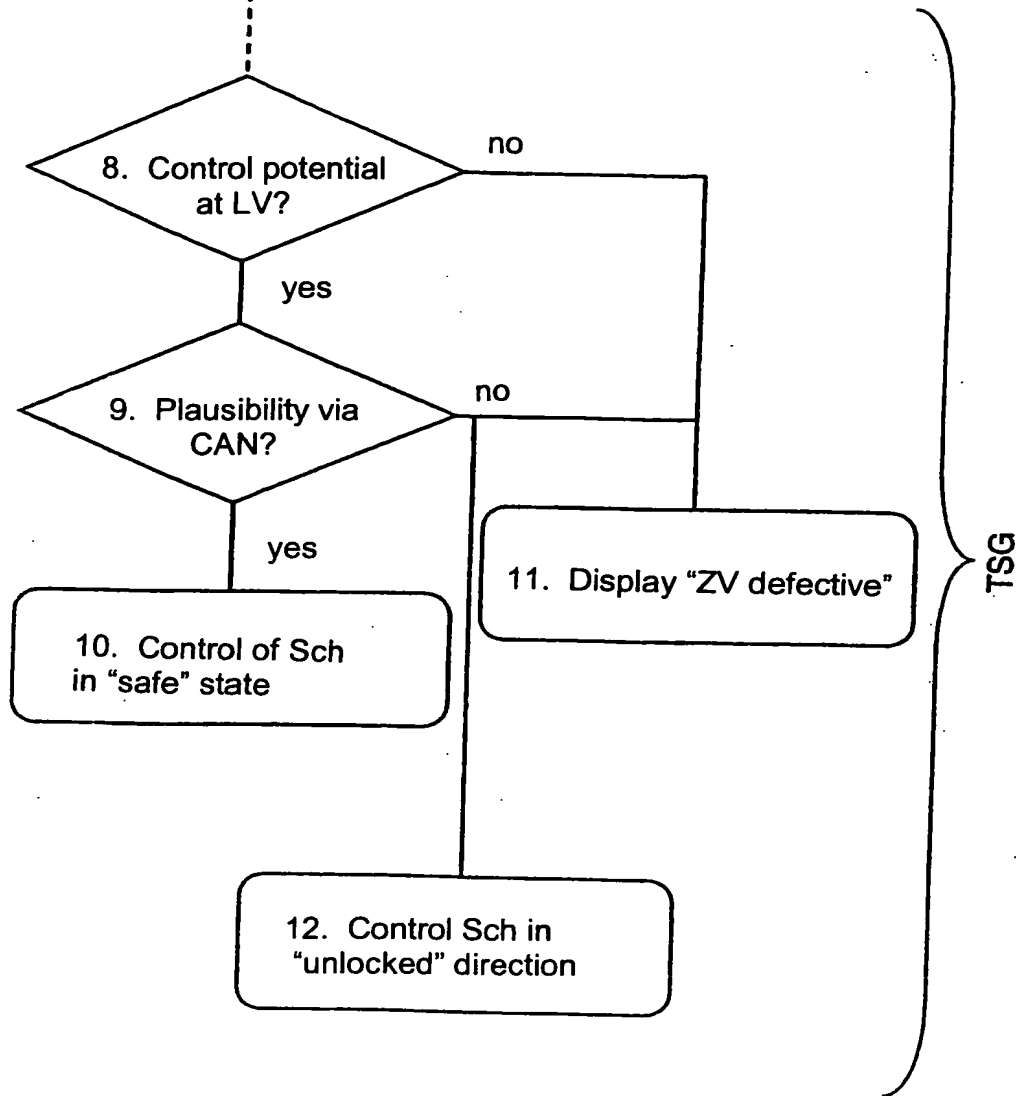 8. Control potential
at LV?
no
yes
9. Plausibility via
CAN?
no
yes
10. Control of Sch
in “safe” state
11. Display “ZV defective”
12. Control Sch in
“unlocked” direction
TSG